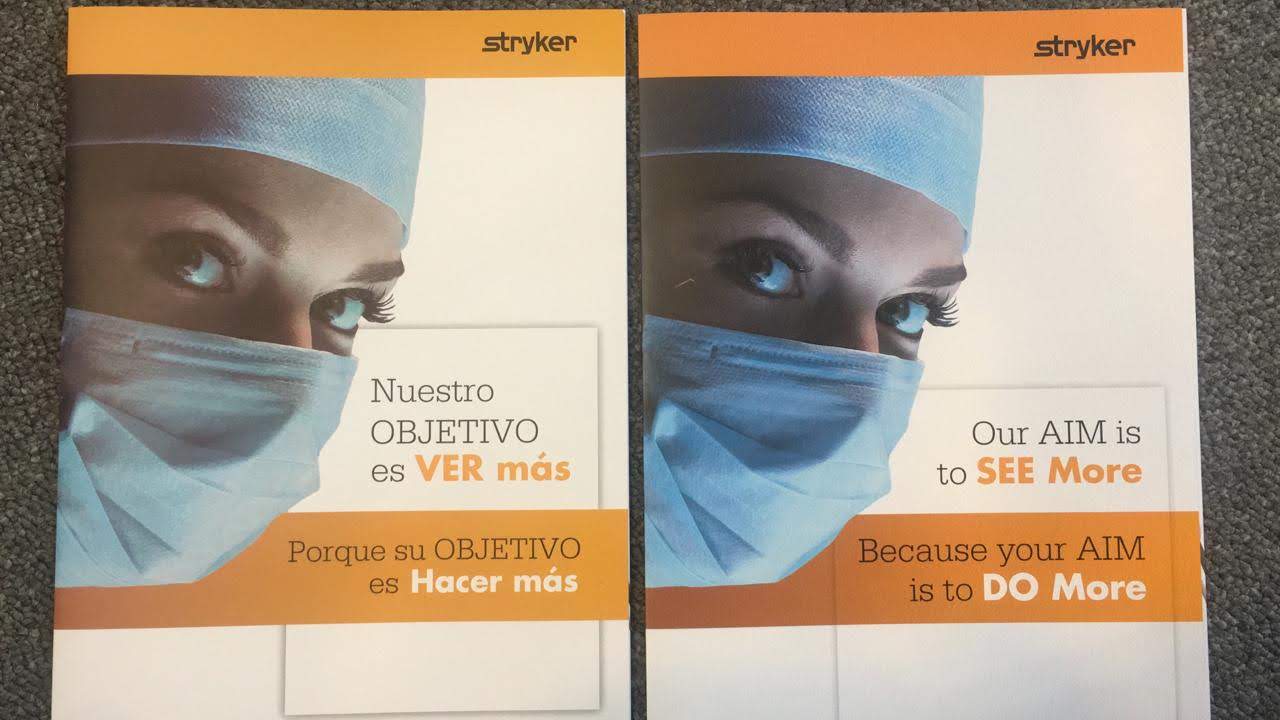 stryker
Nuestro
OBJETIVO
es VER más
Porque su OBJETIVO
es Hacer más
stryker
Our AIM is
to SEE More
Because your AIM
is to DO More